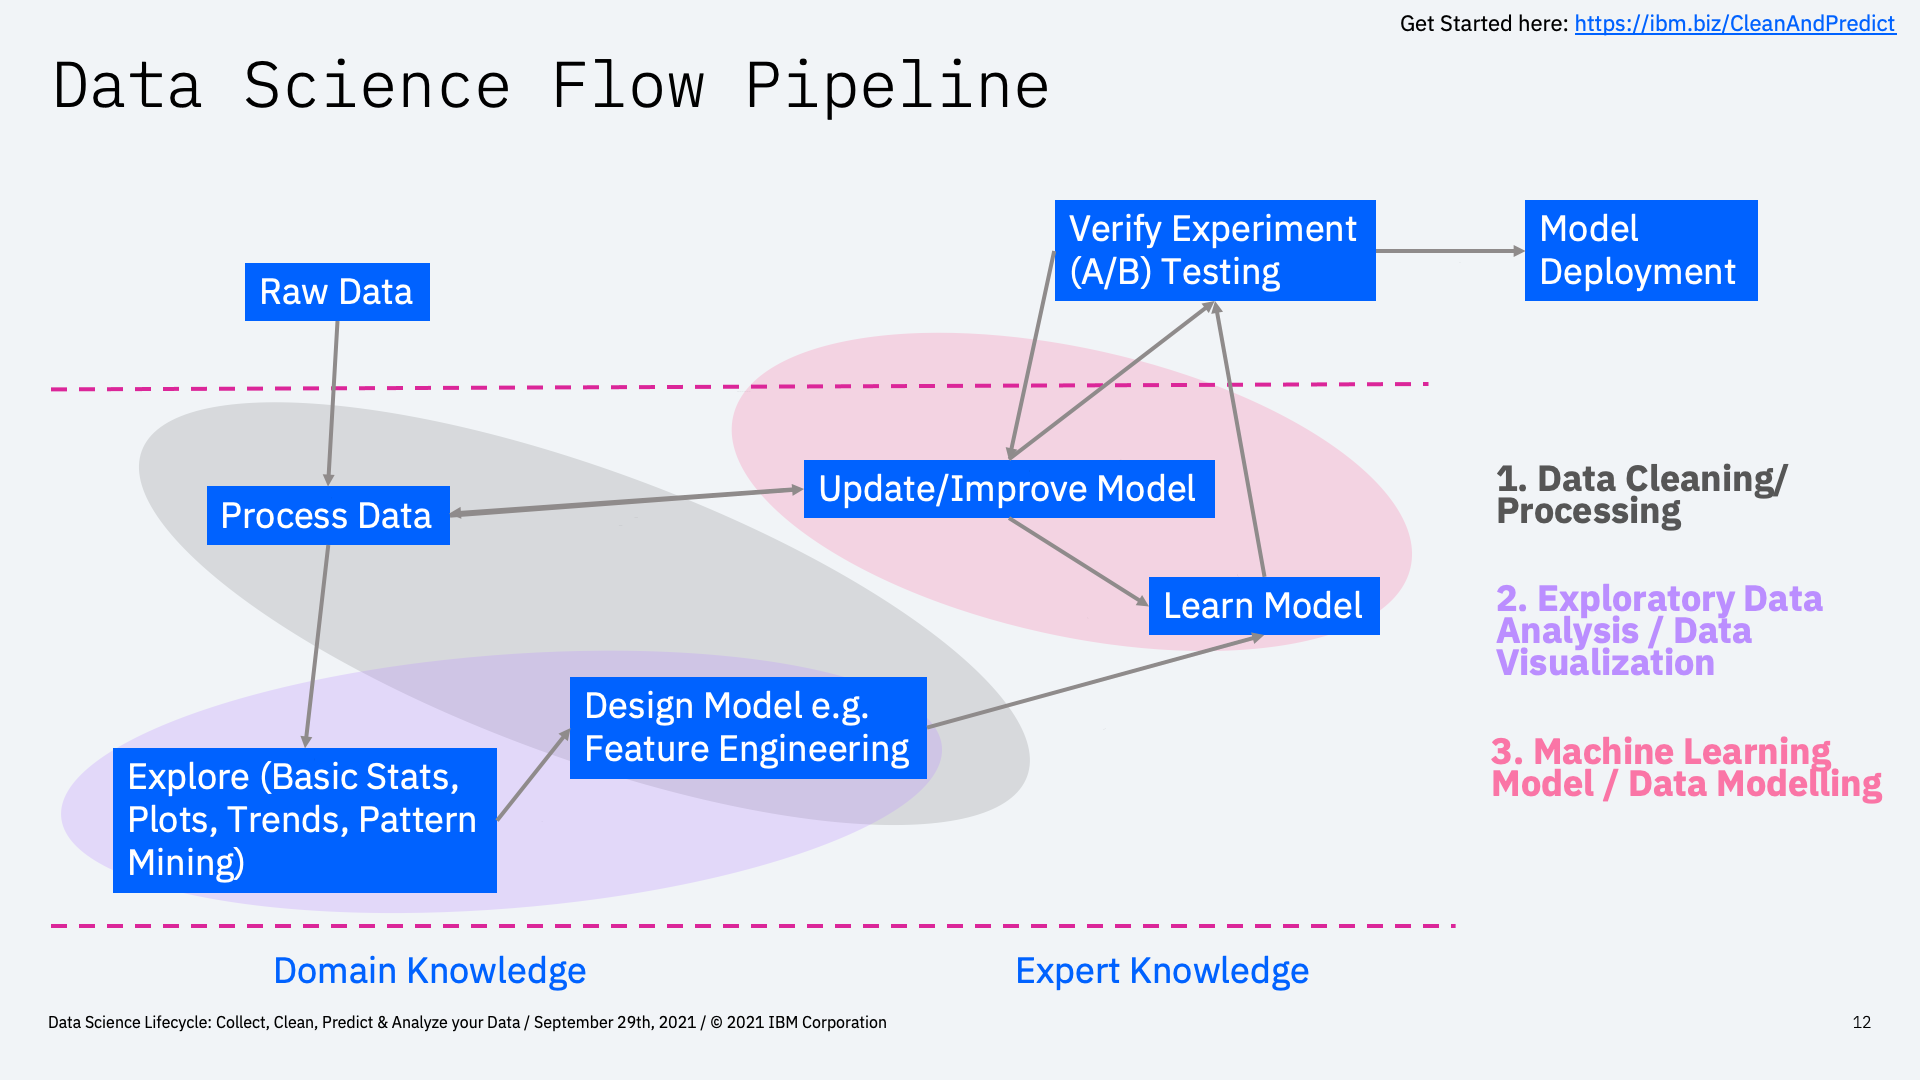 Get Started here: https://ibm.biz/CleanAndPredict
Data Science Flow Pipeline
Verify Experiment
(A/B) Testing
Model
Deployment
Raw Data
Update/Improve Model
Process Data
Learn Model
Design Model e.g.
Feature Engineering
Explore (Basic Stats,
Plots, Trends, Pattern
Mining)
1. Data Cleaning/
Processing
2. Exploratory Data
Analysis / Data
Visualization
3. Machine Learning
Model / Data Modelling
Domain Knowledge
Expert Knowledge
Data Science Lifecycle: Collect, Clean, Predict & Analyze your Data / September 29th, 2021 / © 2021 IBM Corporation
12